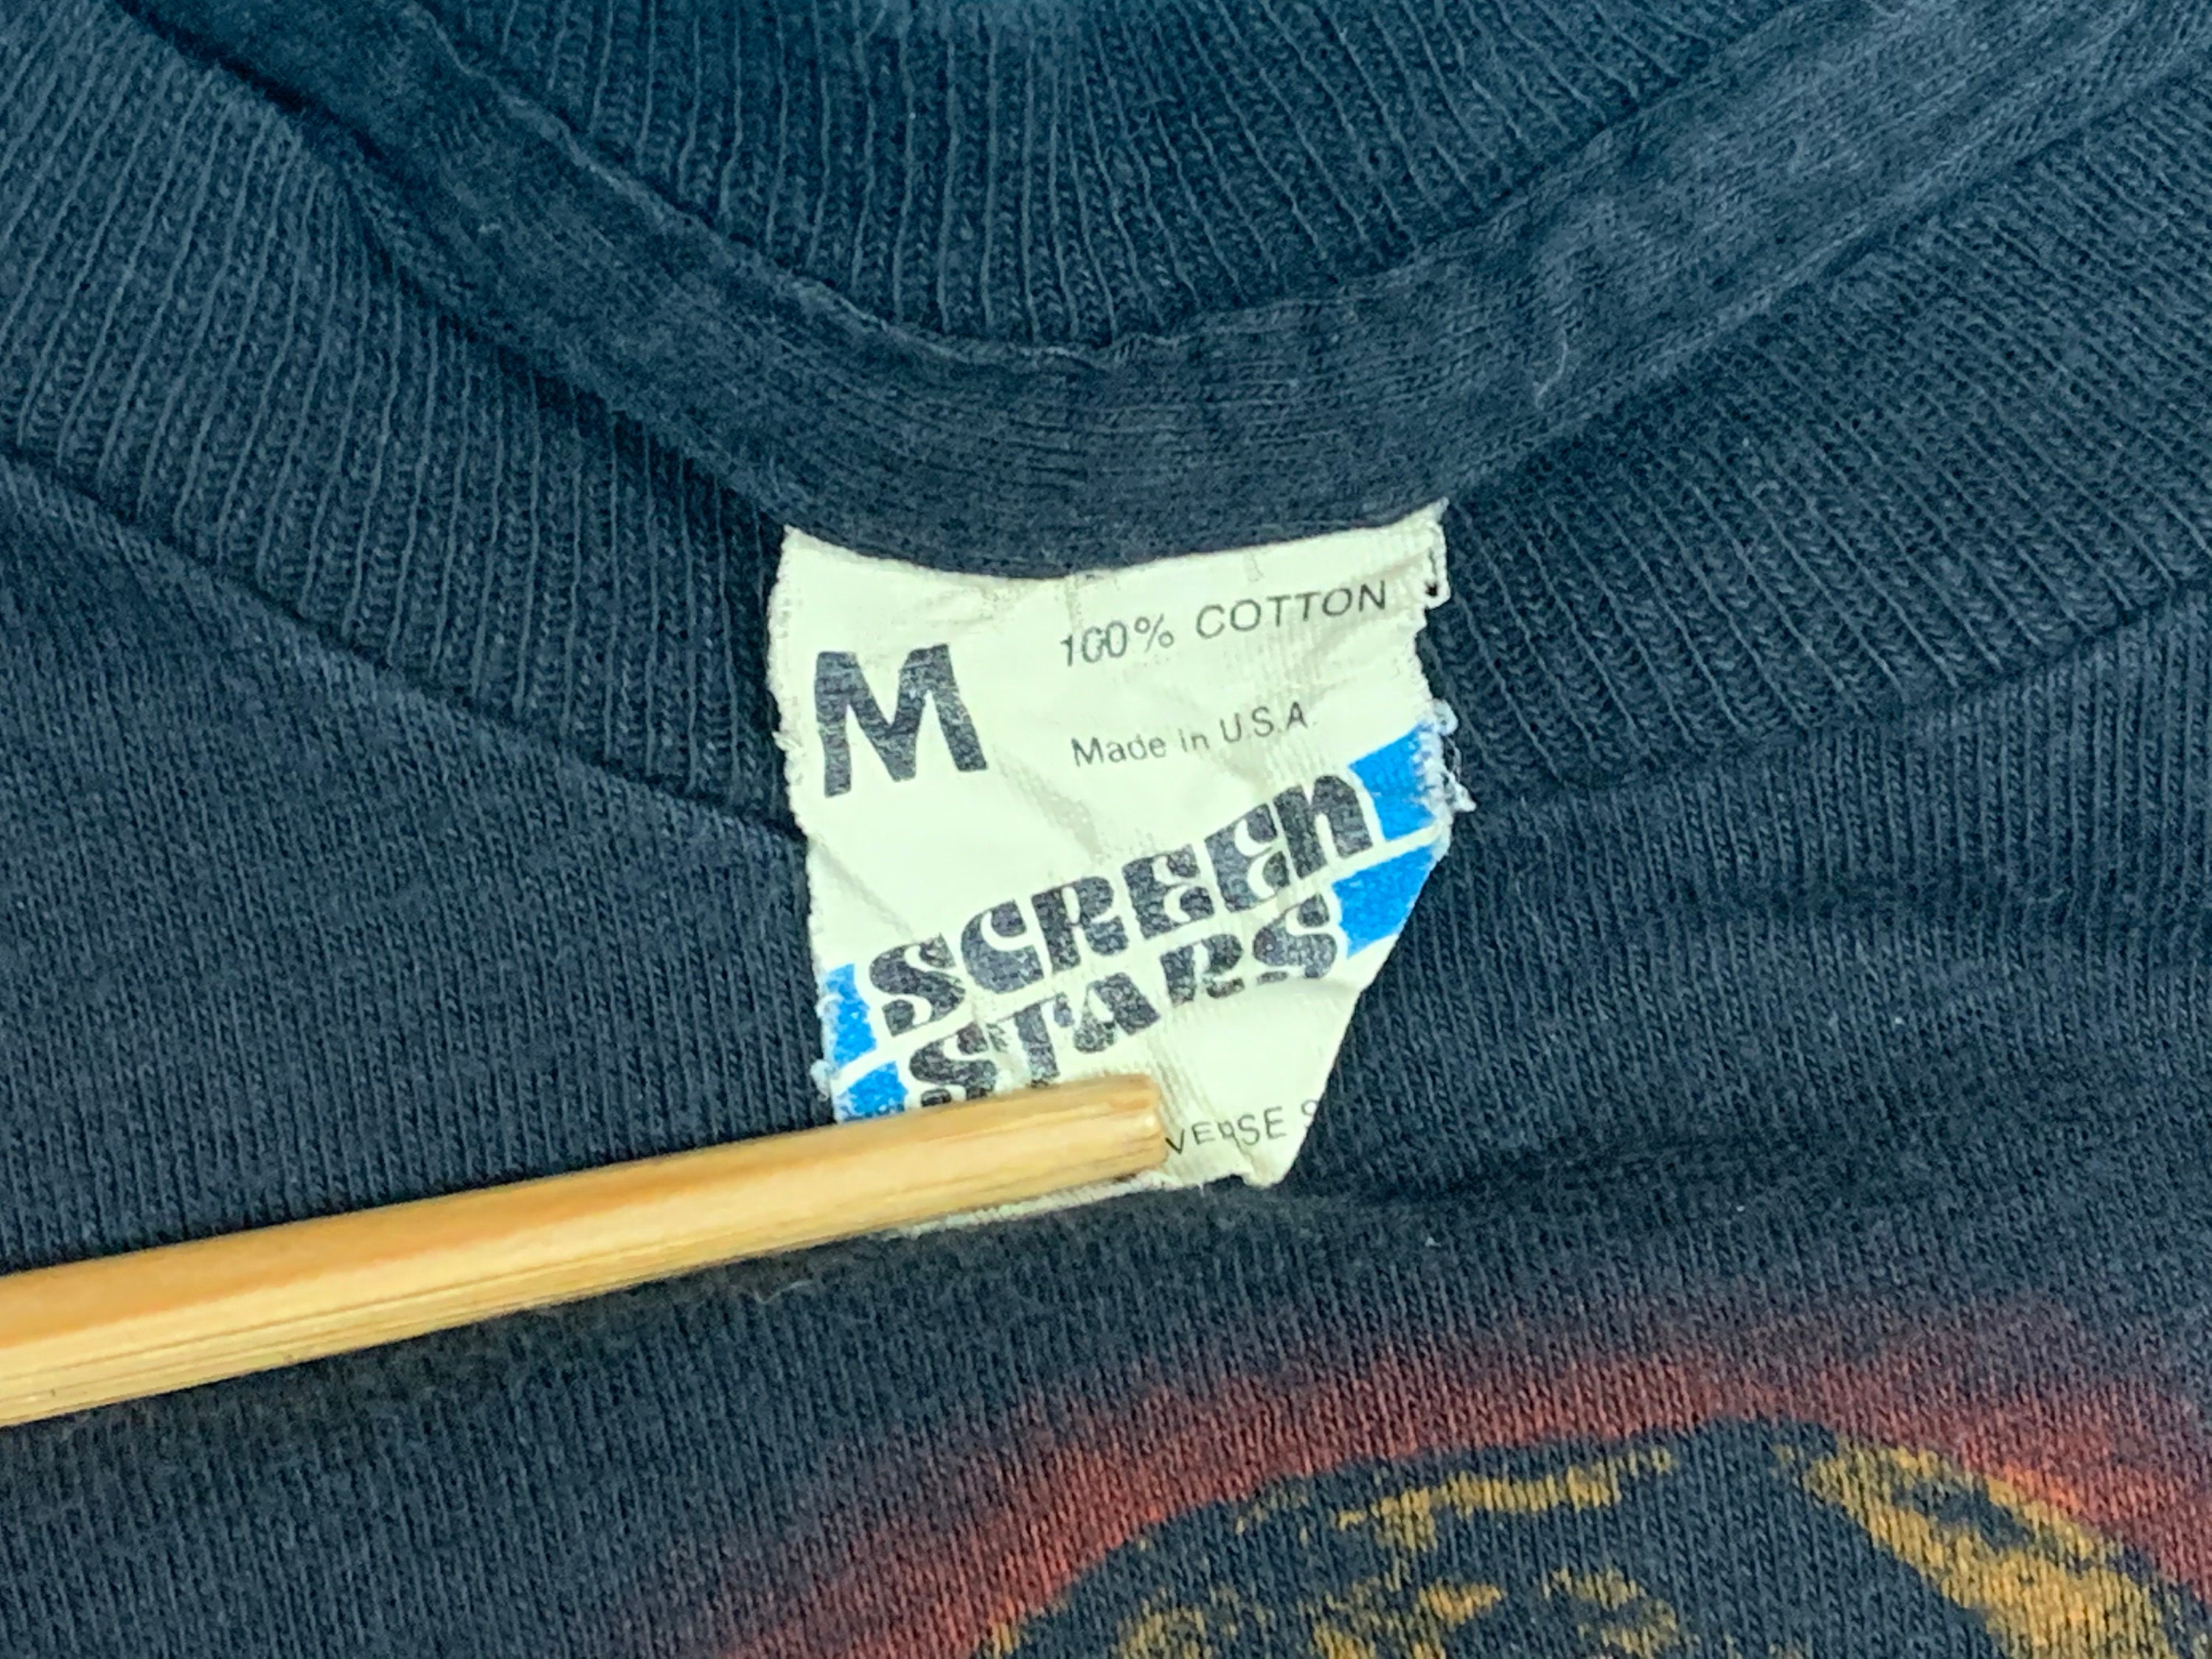 M
100% COTTON
Made in U.S.A.
SCREEN
STARS